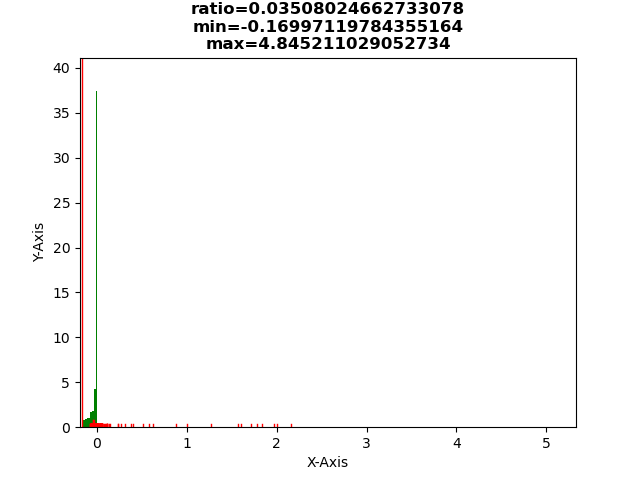 ratio=0.03508024662733078
min=-0.16997119784355164
max=4.845211029052734
40
35
30
25
20
15
10
5
0
Y-Axis
0 1 2 3 4 5
X-Axis